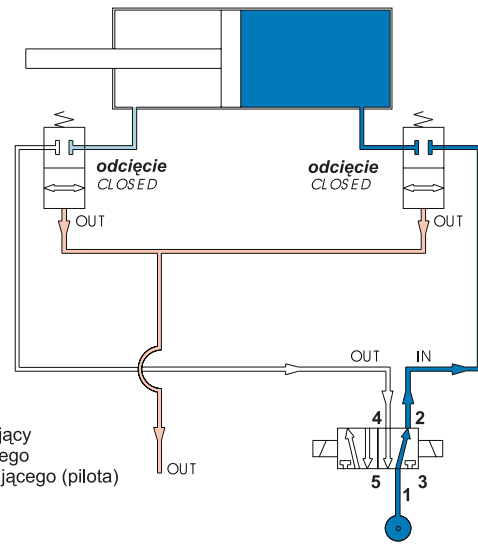 odcięcie
CLOSED
odcięcie
CLOSED
OUT
OUT
OUT IN
4 2
jący
ego
jącego (pilota)
OUT
5 3
1